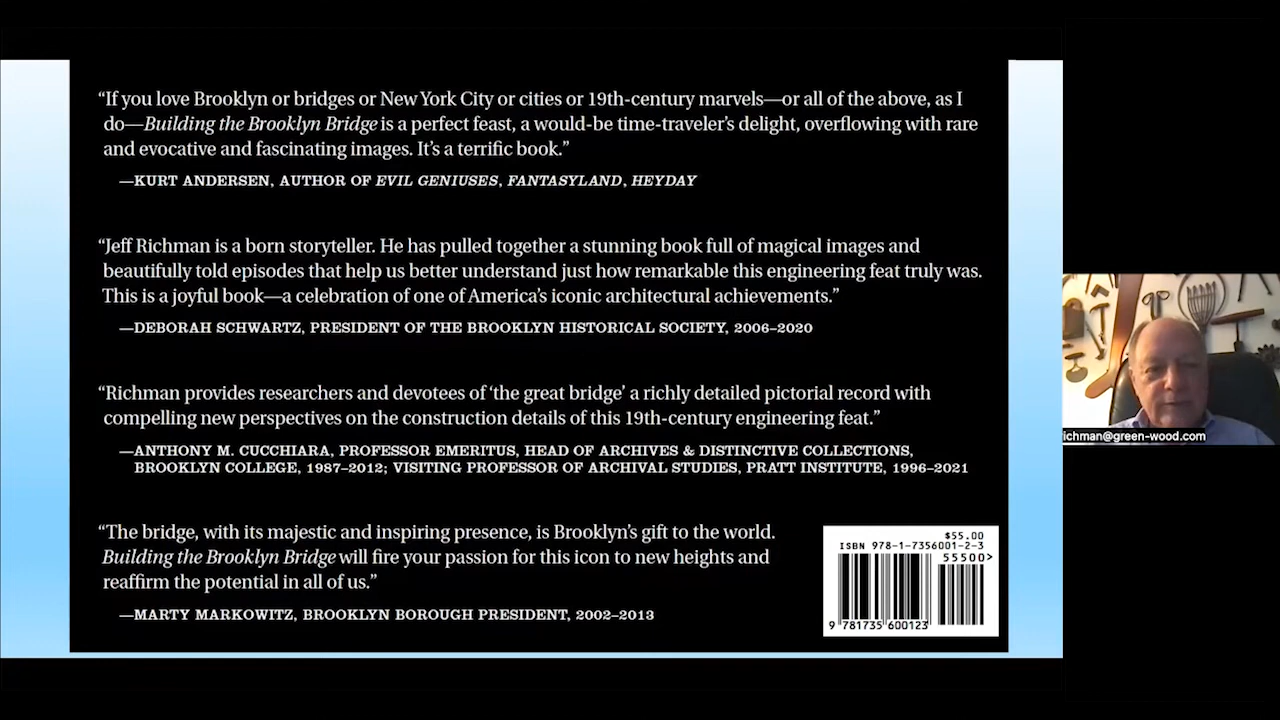 “If you love Brooklyn or bridges or New York City or cities or 19th-century marvels—or all of the above, as I
do—Building the Brooklyn Bridge is a perfect feast, a would-be time-traveler’s delight, overflowing with rare
and evocative and fascinating images. It’s a terrific book.”
—KURT ANDERSEN, AUTHOR OF EVIL GENIUSES, FANTASYLAND, HEYDAY
“Jeff Richman is a born storyteller. He has pulled together a stunning book full of magical images and
beautifully told episodes that help us better understand just how remarkable this engineering feat truly was.
This is a joyful book—a celebration of one of America’s iconic architectural achievements.”
—DEBORAH SCHWARTZ, PRESIDENT OF THE BROOKLYN HISTORICAL SOCIETY, 2006–2020
“Richman provides researchers and devotees of ‘the great bridge’ a richly detailed pictorial record with
compelling new perspectives on the construction details of this 19th-century engineering feat.”
—ANTHONY M. CUCCHIARA, PROFESSOR EMERITUS, HEAD OF ARCHIVES & DISTINCTIVE COLLECTIONS,
BROOKLYN COLLEGE, 1987–2012; VISITING PROFESSOR OF ARCHIVAL STUDIES, PRATT INSTITUTE, 1996–2021
“The bridge, with its majestic and inspiring presence, is Brooklyn’s gift to the world.
Building the Brooklyn Bridge will fire your passion for this icon to new heights and
reaffirm the potential in all of us.”
—MARTY MARKOWITZ, BROOKLYN BOROUGH PRESIDENT, 2002–2013
$55.00
ISBN 978-1-7356001-2-3
55500>
9 781735 600123
ichman@green-wood.com